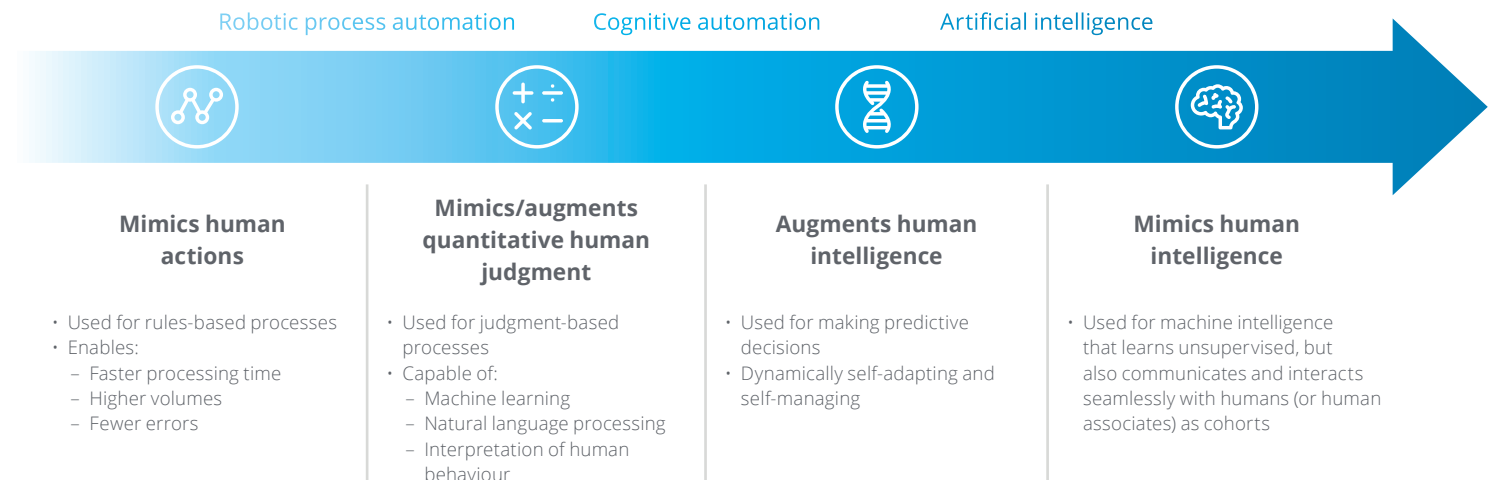 Robotic process automation
Cognitive automation
Artificial intelligence
Mimics human
actions
• Used for rules-based processes
• Enables:
– Faster processing time
– Higher volumes
– Fewer errors
Mimics/augments
quantitative human
judgment
• Used for judgment-based
processes
• Capable of:
– Machine learning
– Natural language processing
– Interpretation of human
behaviour
Augments human
intelligence
• Used for making predictive
decisions
• Dynamically self-adapting and
self-managing
Mimics human
intelligence
• Used for machine intelligence
that learns unsupervised, but
also communicates and interacts
seamlessly with humans (or human
associates) as cohorts